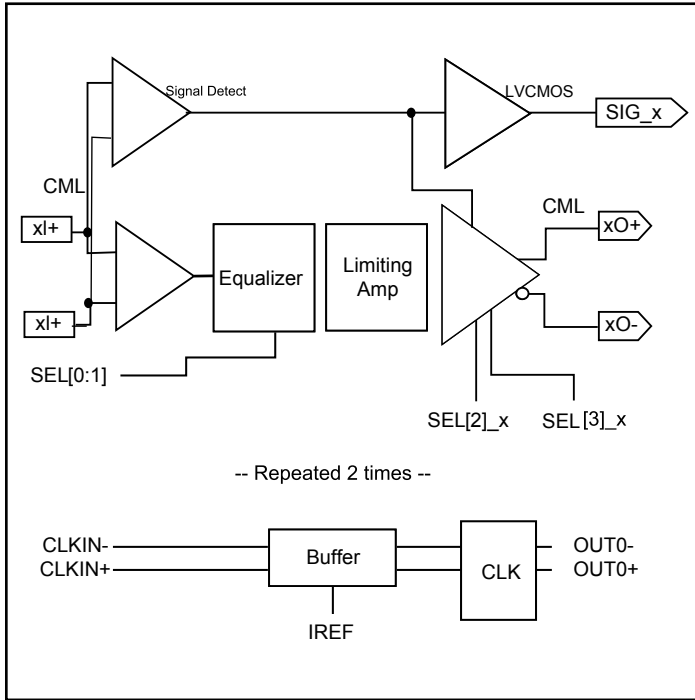 Signal Detect
LVCMOS
SIG_x
CML
CML
xI+
xO+
Equalizer
Limiting
Amp
xI+
xO-
SEL[0:1]
SEL[2]_x
SEL [3]_x
-- Repeated 2 times --
CLKIN-
Buffer
CLK
OUT0-
CLKIN+
OUT0+
IREF